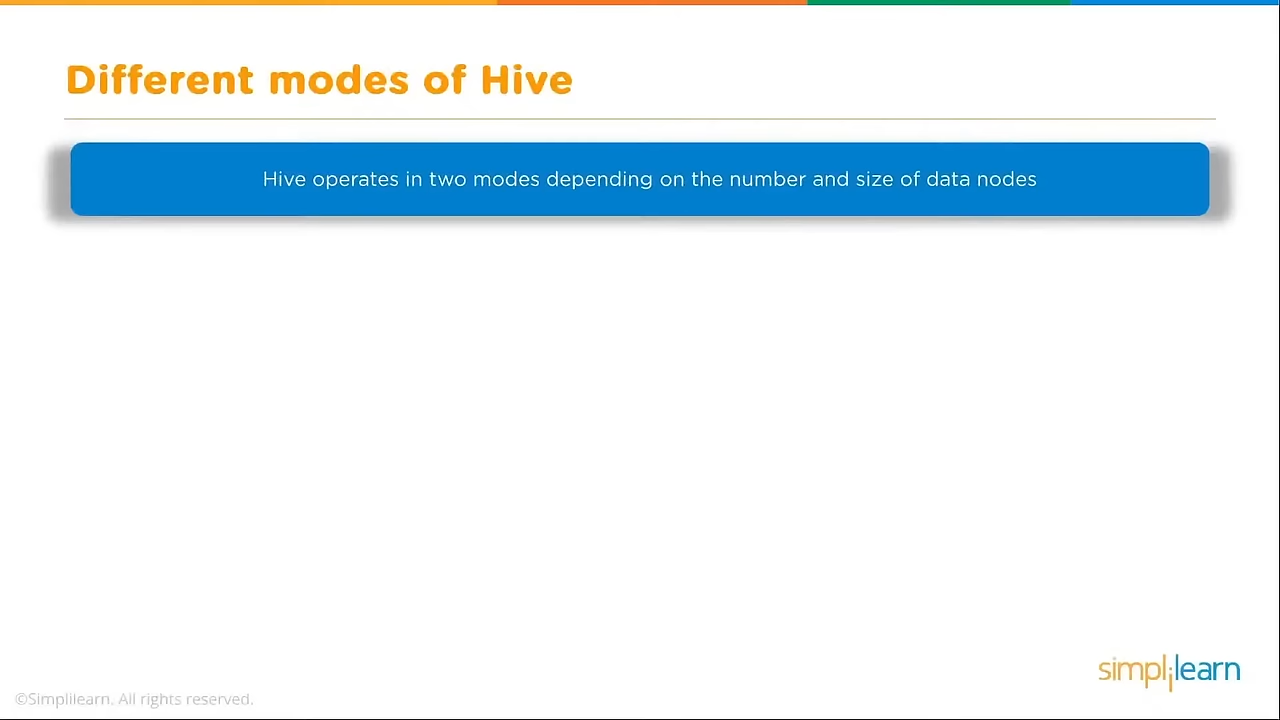 Different modes of Hive
Hive operates in two modes depending on the number and size of data nodes
simplilearn
©Simplilearn. All rights reserved.